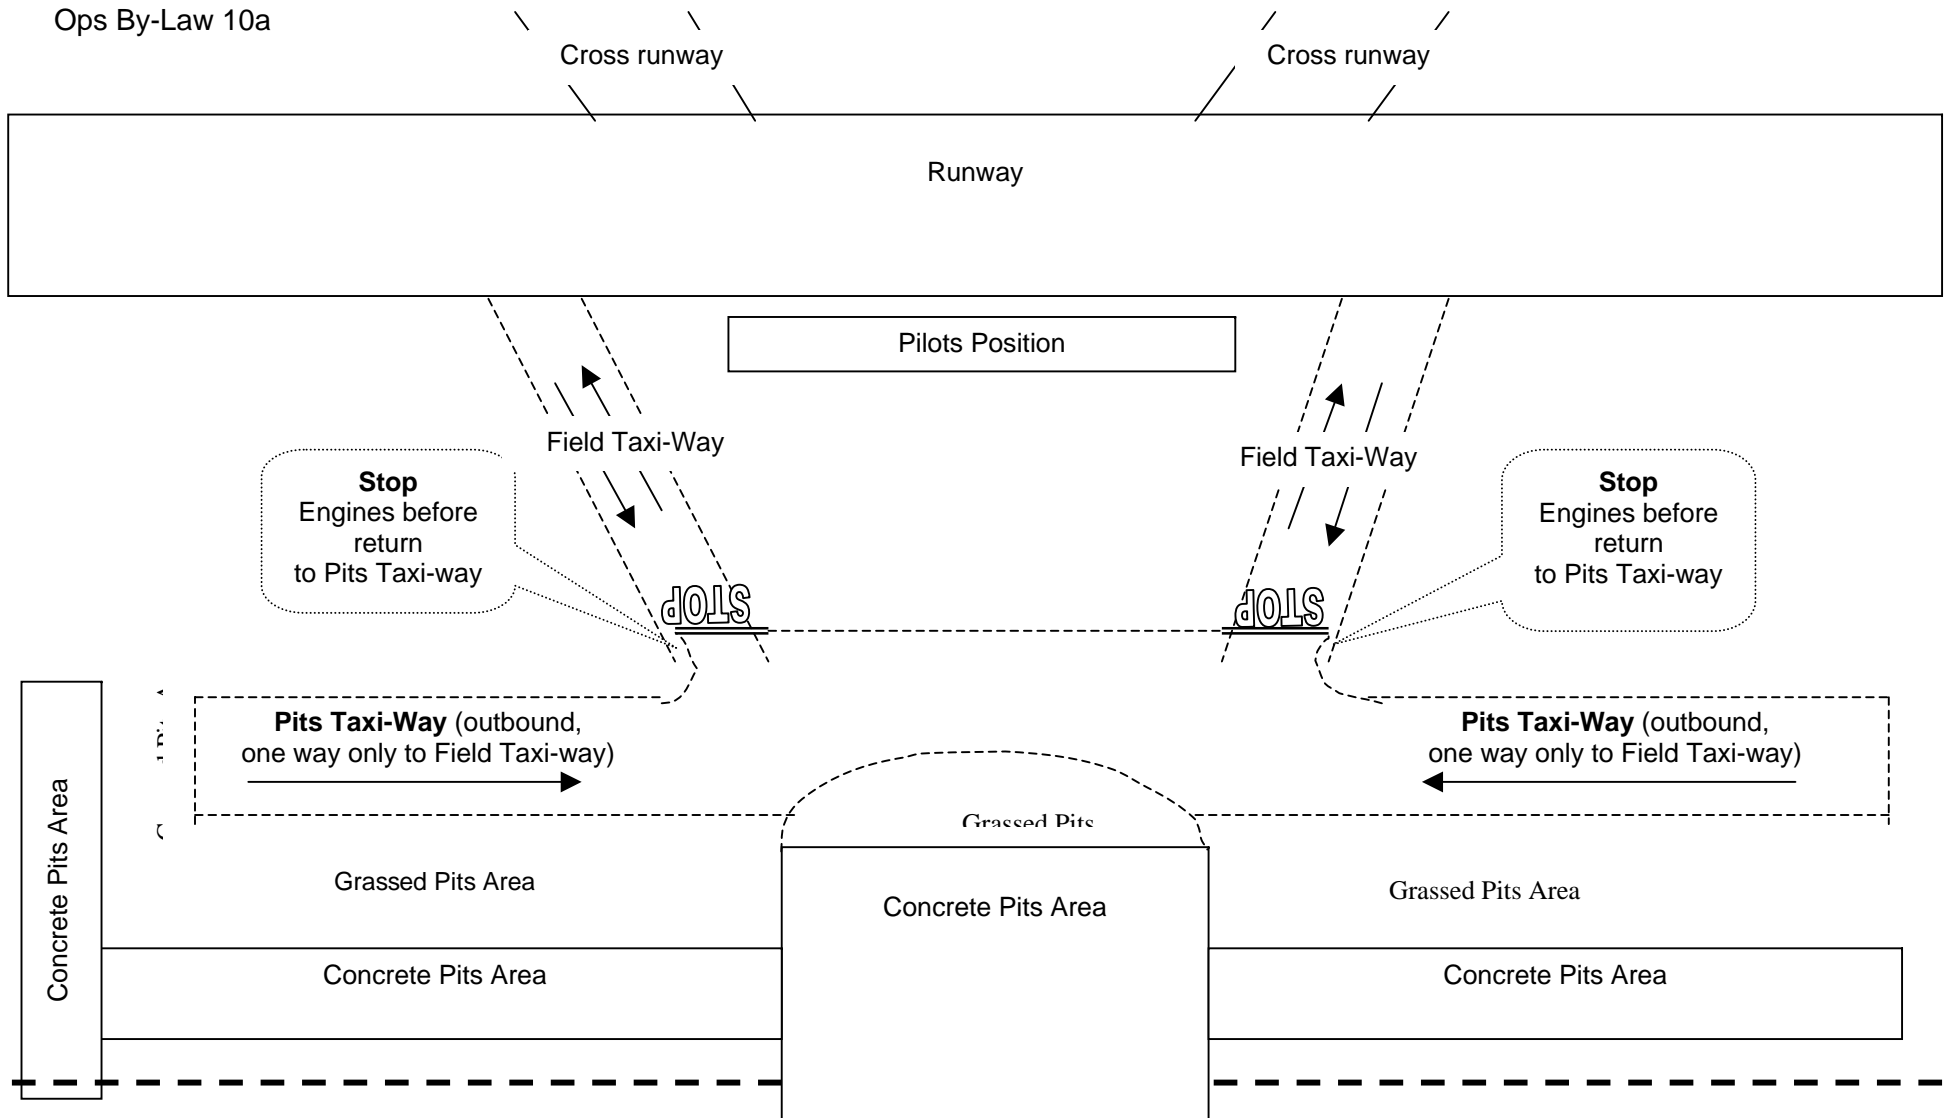 Ops By-Law 10a
Cross runway
Cross runway
Runway
Pilots Position
Field Taxi-Way
Field Taxi-Way
Stop
Engines before
return
to Pits Taxi-way
Stop
Engines before
return
to Pits Taxi-way
STOP
STOP
Pits Taxi-Way (outbound,
one way only to Field Taxi-way)
Pits Taxi-Way (outbound,
one way only to Field Taxi-way)
Concrete Pits Area
Grassed Pits
Grassed Pits Area
Concrete Pits Area
Grassed Pits Area
Concrete Pits Area
Concrete Pits Area